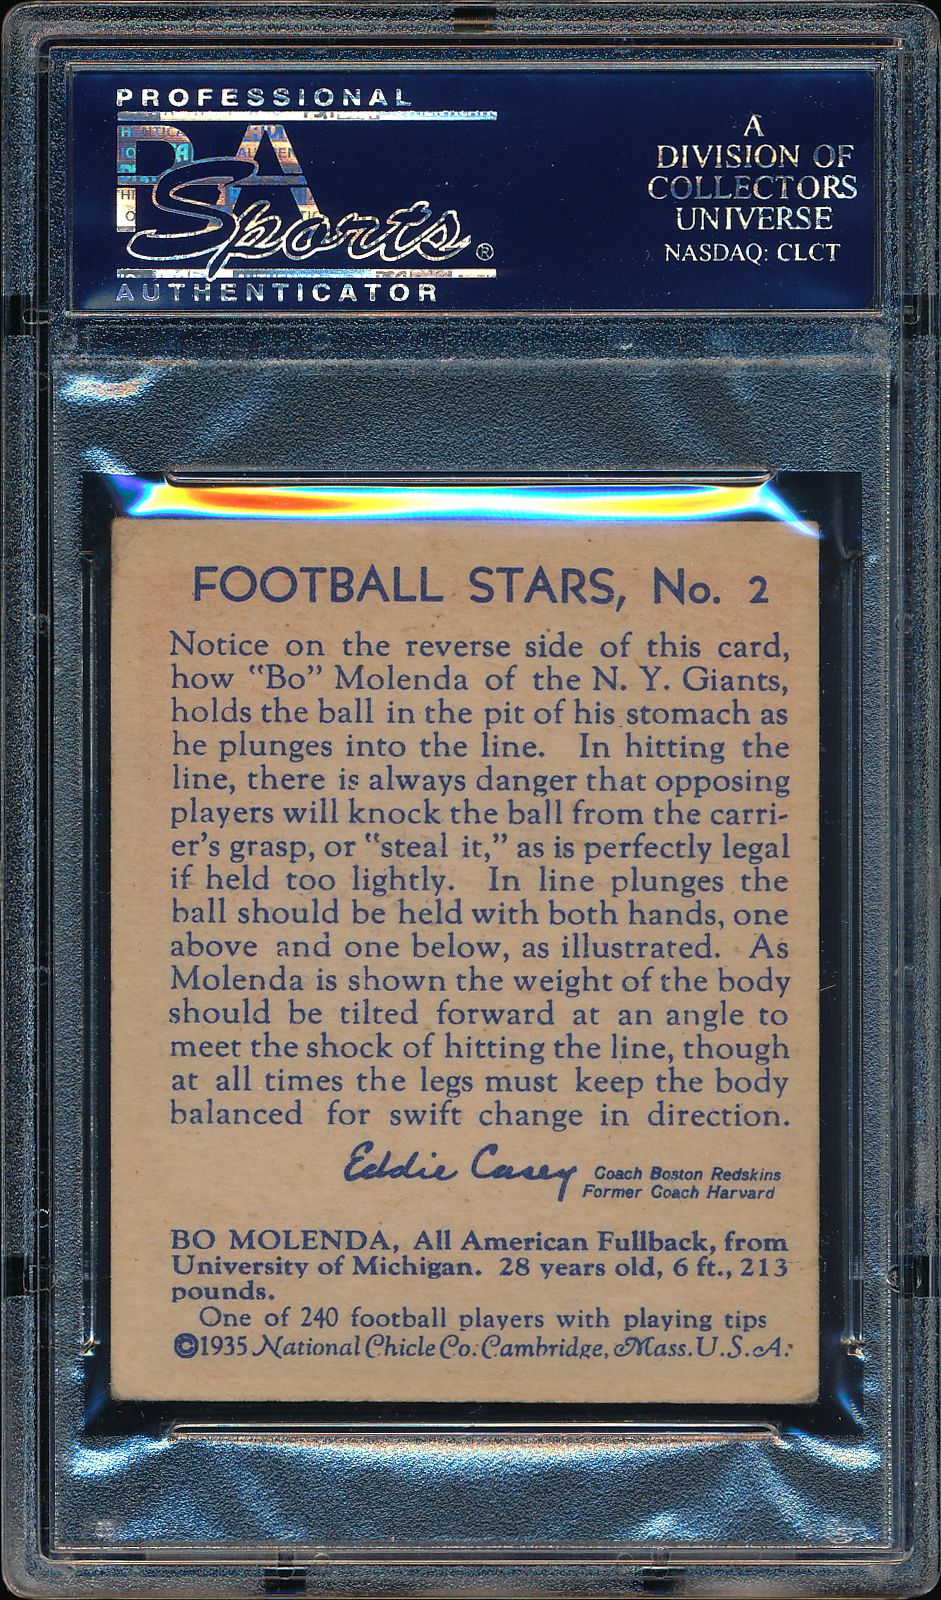 PROFESSIONAL
PSA
Sports®
AUTHENTICATOR
A
DIVISION OF
COLLECTORS
UNIVERSE
NASDAQ: CLCT
FOOTBALL STARS, No. 2
Notice on the reverse side of this card,
how "Bo" Molenda of the N. Y. Giants,
holds the ball in the pit of his stomach as
he plunges into the line. In hitting the
line, there is always danger that opposing
players will knock the ball from the carri-
er's grasp, or "steal it," as is perfectly legal
if held too lightly. In line plunges the
ball should be held with both hands, one
above and one below, as illustrated. As
Molenda is shown the weight of the body
should be tilted forward at an angle to
meet the shock of hitting the line, though
at all times the legs must keep the body
balanced for swift change in direction.
Eddie Casey Coach Boston Redskins
Former Coach Harvard
BO MOLENDA, All American Fullback, from
University of Michigan. 28 years old, 6 ft., 213
pounds.
One of 240 football players with playing tips
©1935 National Chicle Co. Cambridge, Mass. U.S.A.